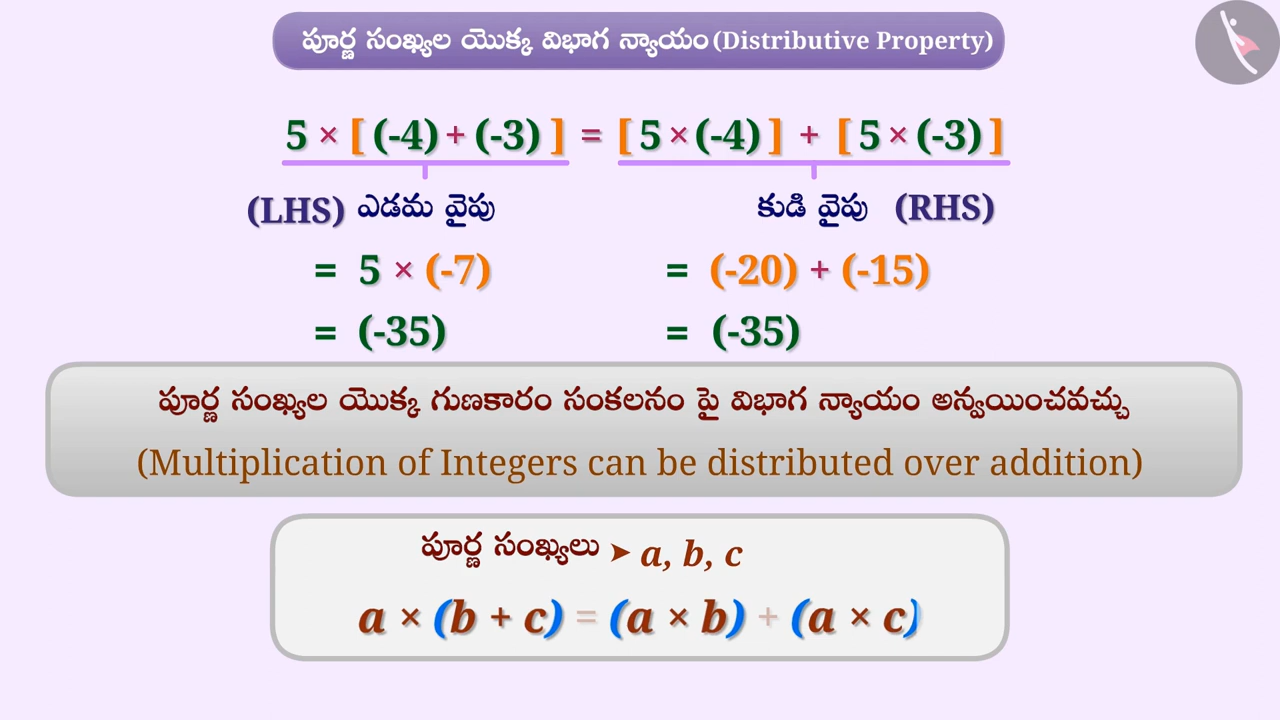 పూర్ణ సంఖ్యల యొక్క విభాగ న్యాయం (Distributive Property)
5 × [ (-4) + (-3) ] = [ 5 × (-4) ] + [ 5 × (-3) ]
(LHS) ఎడమ వైపు కుడి వైపు (RHS)
= 5 × (-7) = (-20) + (-15)
= (-35) = (-35)
పూర్ణ సంఖ్యల యొక్క గుణకారం సంకలనం పై విభాగ న్యాయం అన్వయించవచ్చు
(Multiplication of Integers can be distributed over addition)
పూర్ణ సంఖ్యలు ➤ a, b, c
a × (b + c) = (a × b) + (a × c)